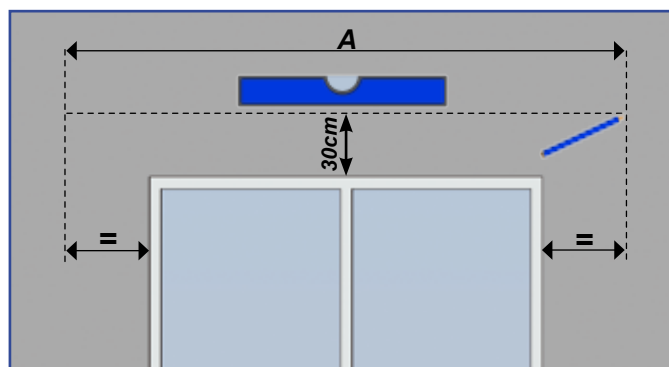 A
30cm
=
=